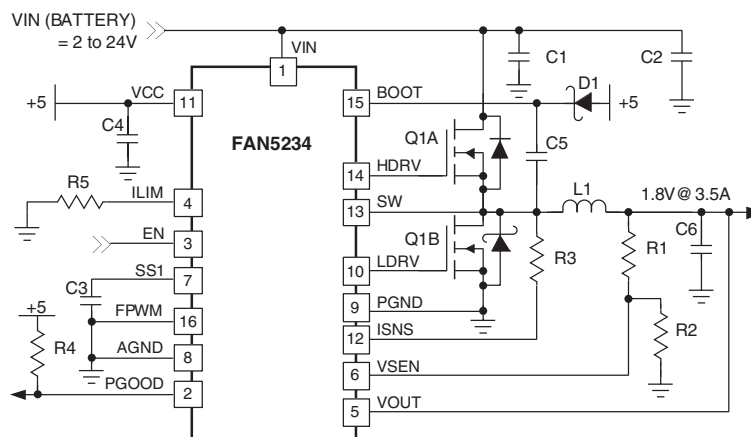 VIN (BATTERY)
= 2 to 24V
VIN
1
C1
C2
VCC
+5
11
C4
FAN5234
15
BOOT
D1
+5
Q1A
C5
14
HDRV
R5
ILIM
4
13
SW
L1
1.8V@ 3.5A
EN
3
Q1B
C6
R1
R3
10
LDRV
SS1
7
C3
9
PGND
FPWM
16
12
ISNS
R2
+5
R4
AGND
8
6
VSEN
PGOOD
2
5
VOUT